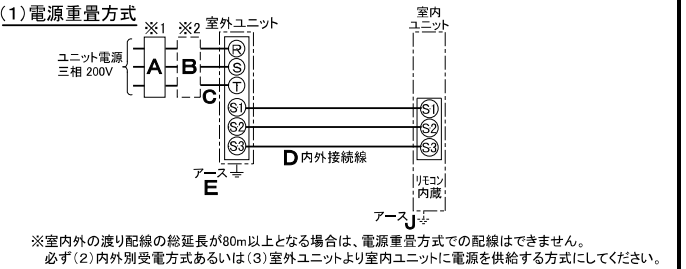 (1)電源重畳方式
※1 ※2 室外ユニット
室内
ユニット
ユニット電源
三相 200V
A
B
C
R
S
T
S1
S2
S3
S1
S2
S3
D 内外接続線
アース
E
リモコン
内蔵
アース J
※室内外の渡り配線の総延長が80m以上となる場合は、電源重畳方式での配線はできません。
必ず(2)内外別受電方式あるいは(3)室外ユニットより室内ユニットに電源を供給する方式にしてください。